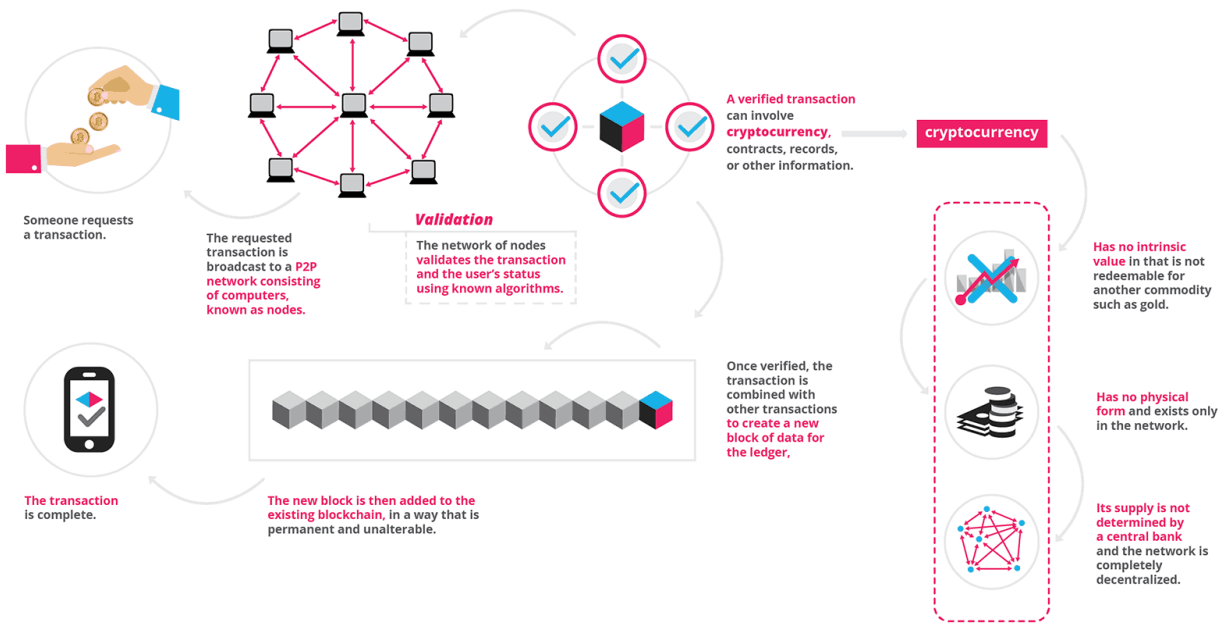 Someone requests
a transaction.
The requested
transaction is
broadcast to a P2P
network consisting
of computers,
known as nodes.
Validation
The network of nodes
validates the transaction
and the user's status
using known algorithms.
A verified transaction
can involve
cryptocurrency,
contracts, records,
or other information.
cryptocurrency
Has no intrinsic
value in that is not
redeemable for
another commodity
such as gold.
Has no physical
form and exists only
in the network.
Its supply is not
determined by
a central bank
and the network is
completely
decentralized.
Once verified, the
transaction is
combined with
other transactions
to create a new
block of data for
the ledger,
The new block is then added to the
existing blockchain, in a way that is
permanent and unalterable.
The transaction
is complete.